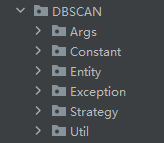 DBSCAN
Args
Constant
Entity
Exception
Strategy
Util